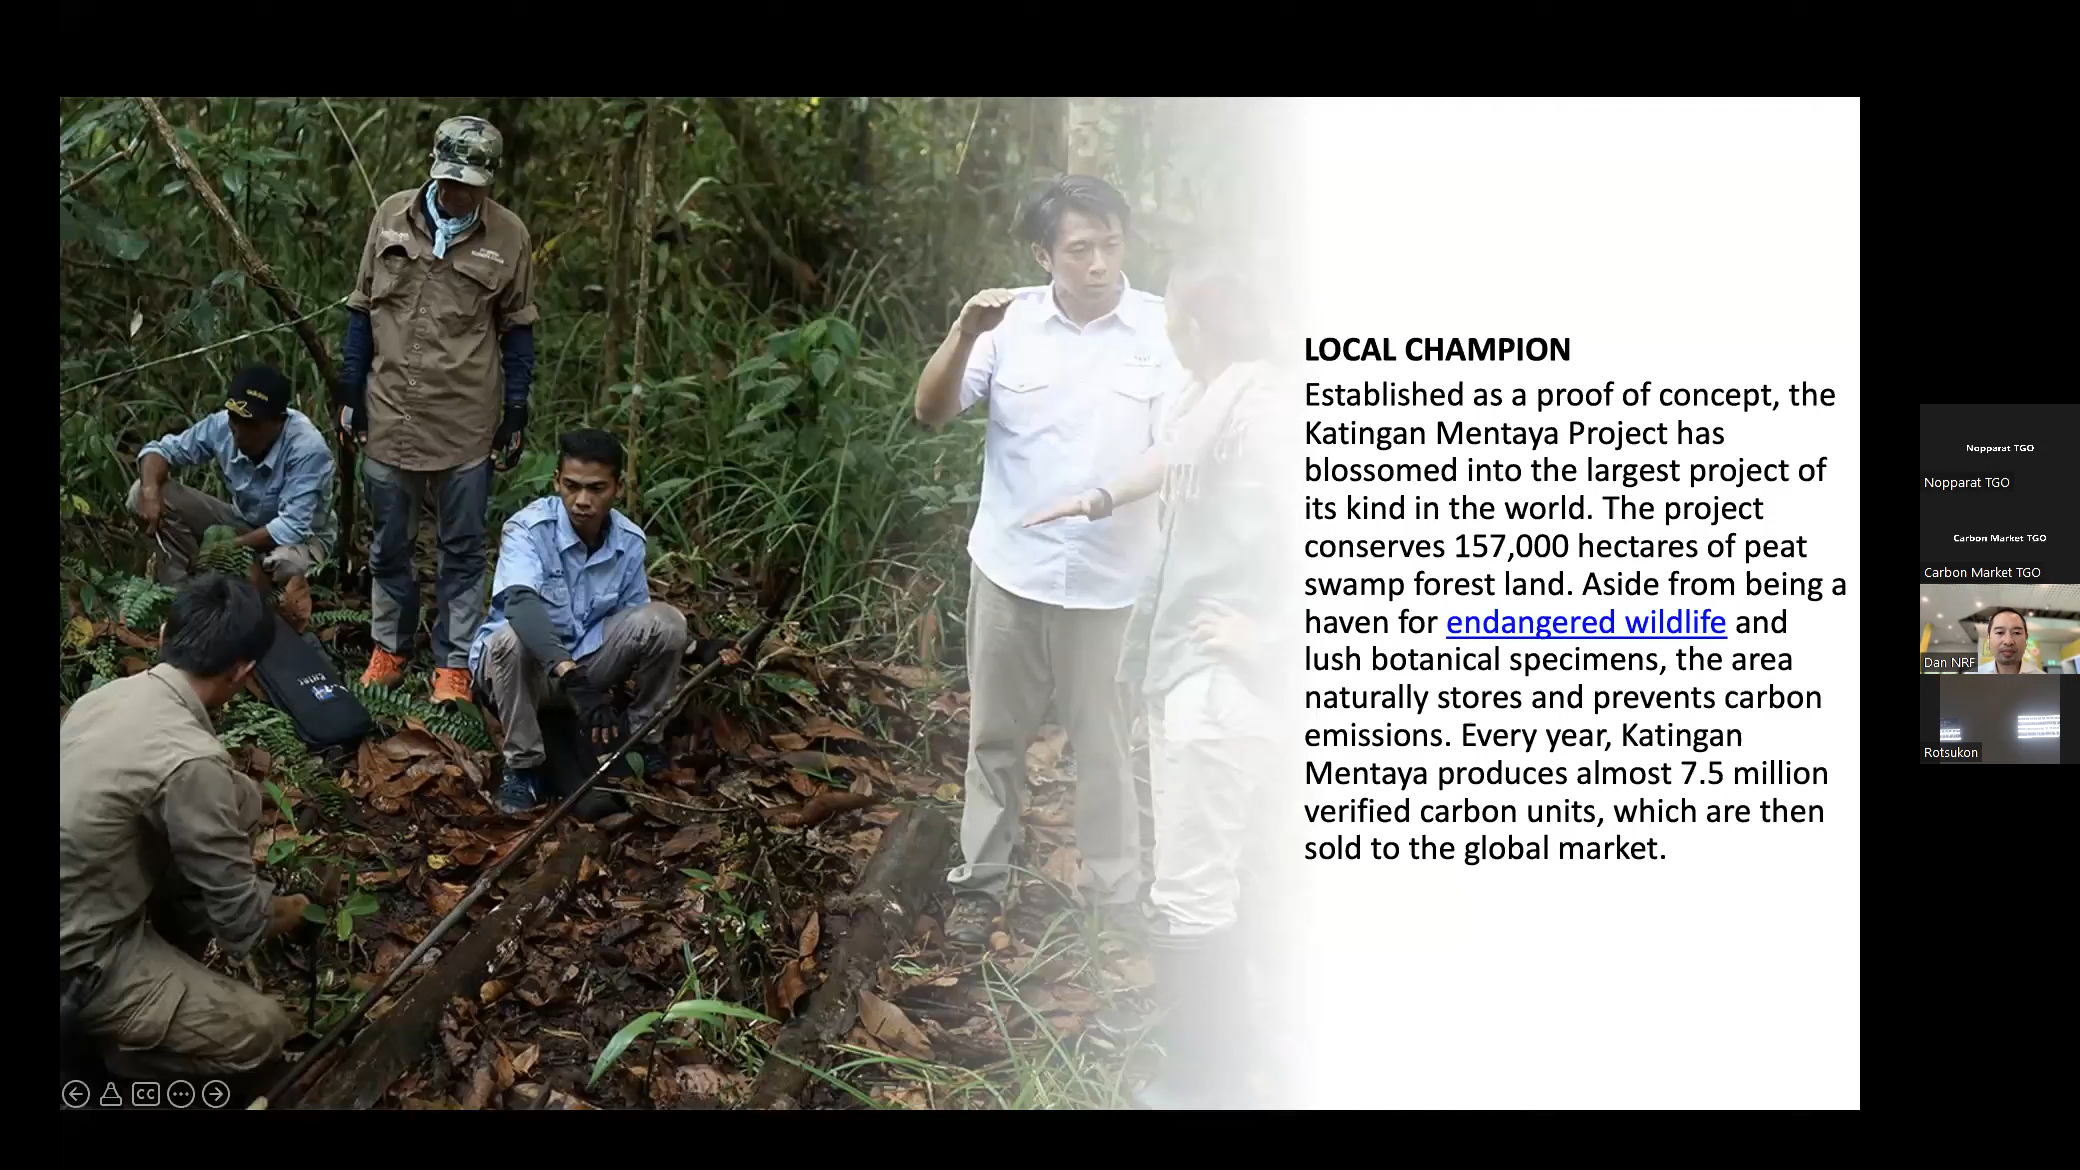 LOCAL CHAMPION
Established as a proof of concept, the
Katingan Mentaya Project has
blossomed into the largest project of
its kind in the world. The project
conserves 157,000 hectares of peat
swamp forest land. Aside from being a
haven for endangered wildlife and
lush botanical specimens, the area
naturally stores and prevents carbon
emissions. Every year, Katingan
Mentaya produces almost 7.5 million
verified carbon units, which are then
sold to the global market.
Nopparat TGO
Nopparat TGO
Carbon Market TGO
Carbon Market TGO
Dan NRF
Rotsukon
CC